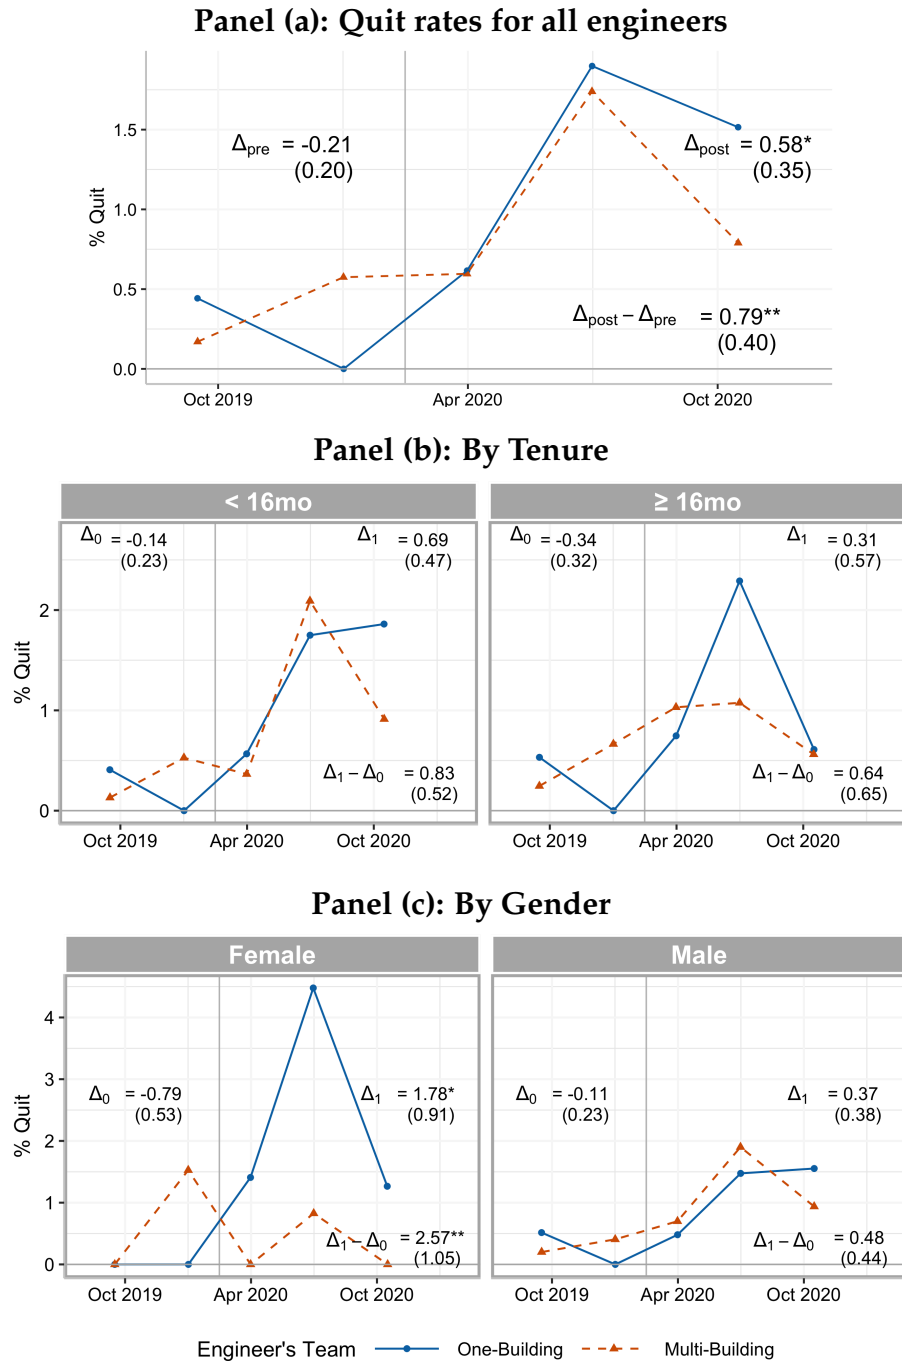 Panel (a): Quit rates for all engineers
% Quit
1.5
1.0
0.5
0.0
Δpre = -0.21
(0.20)
Δpost = 0.58*
(0.35)
Δpost − Δpre = 0.79**
(0.40)
Oct 2019 Apr 2020 Oct 2020
Panel (b): By Tenure
< 16mo ≥ 16mo
% Quit
2
1
0
Δ0 = -0.14
(0.23)
Δ1 = 0.69
(0.47)
Δ1 − Δ0 = 0.83
(0.52)
Δ0 = -0.34
(0.32)
Δ1 = 0.31
(0.57)
Δ1 − Δ0 = 0.64
(0.65)
Oct 2019 Apr 2020 Oct 2020 Oct 2019 Apr 2020 Oct 2020
Panel (c): By Gender
Female Male
% Quit
4
3
2
1
0
Δ0 = -0.79
(0.53)
Δ1 = 1.78*
(0.91)
Δ1 − Δ0 = 2.57**
(1.05)
Δ0 = -0.11
(0.23)
Δ1 = 0.37
(0.38)
Δ1 − Δ0 = 0.48
(0.44)
Oct 2019 Apr 2020 Oct 2020 Oct 2019 Apr 2020 Oct 2020
Engineer's Team One-Building Multi-Building